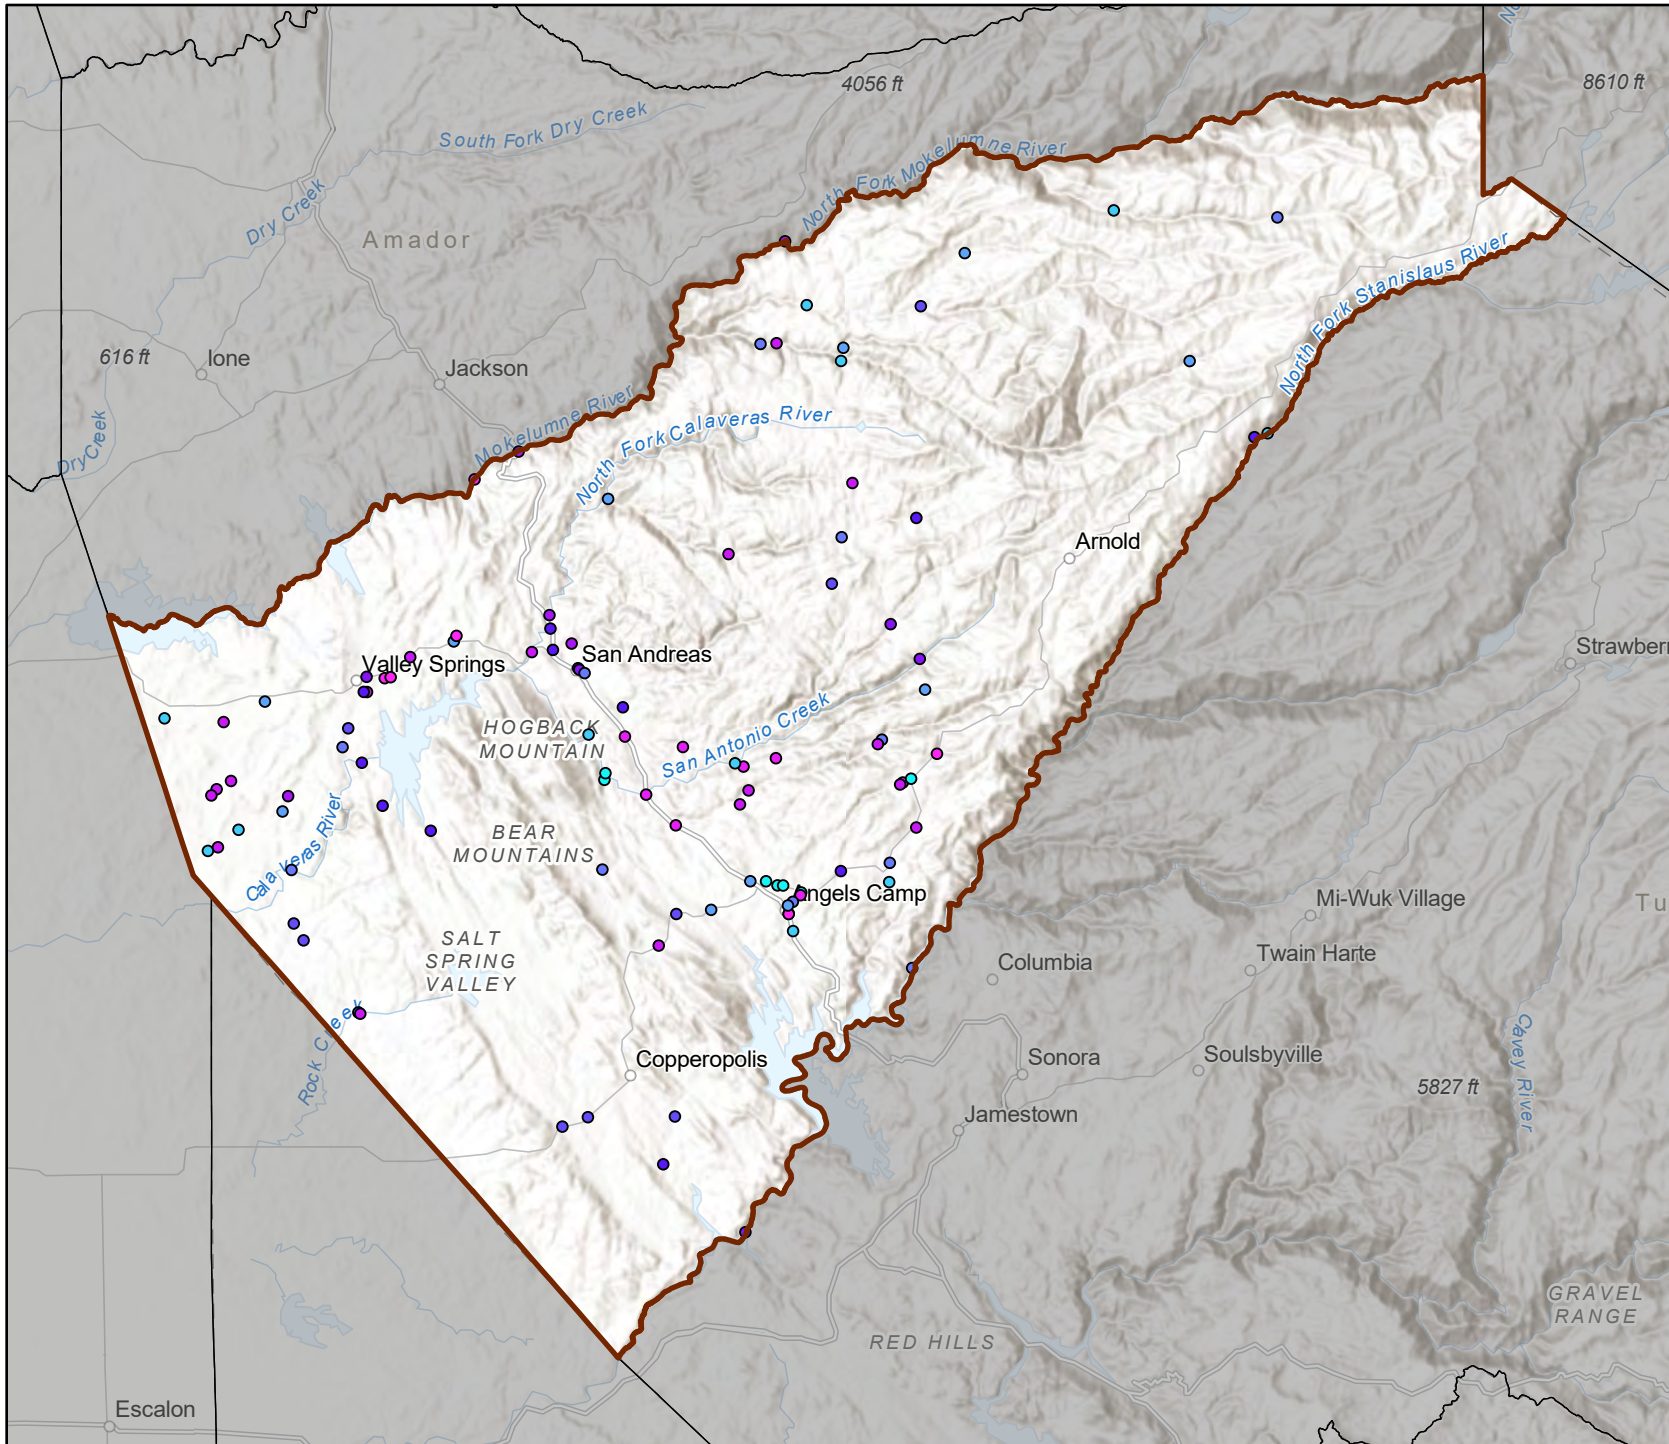 No
4056 ft
8610 ft
South Fork Dry Creek
North Fork Mokelumne River
Dry Creek
Amador
North Fork Stanislaus River
616 ft
Ione
Jackson
Mokelumne River
Dry Creek
North Fork Calaveras River
Arnold
Strawberr
Valley Springs
San Andreas
HOGBACK
MOUNTAIN
San Antonio Creek
BEAR
MOUNTAINS
Calaveras River
Angels Camp
Mi-Wuk Village
Tu
SALT
SPRING
VALLEY
Columbia
Twain Harte
Rock Creek
Copperopolis
Sonora
Soulsbyville
Cavey River
5827 ft
Jamestown
GRAVEL
RANGE
RED HILLS
Escalon